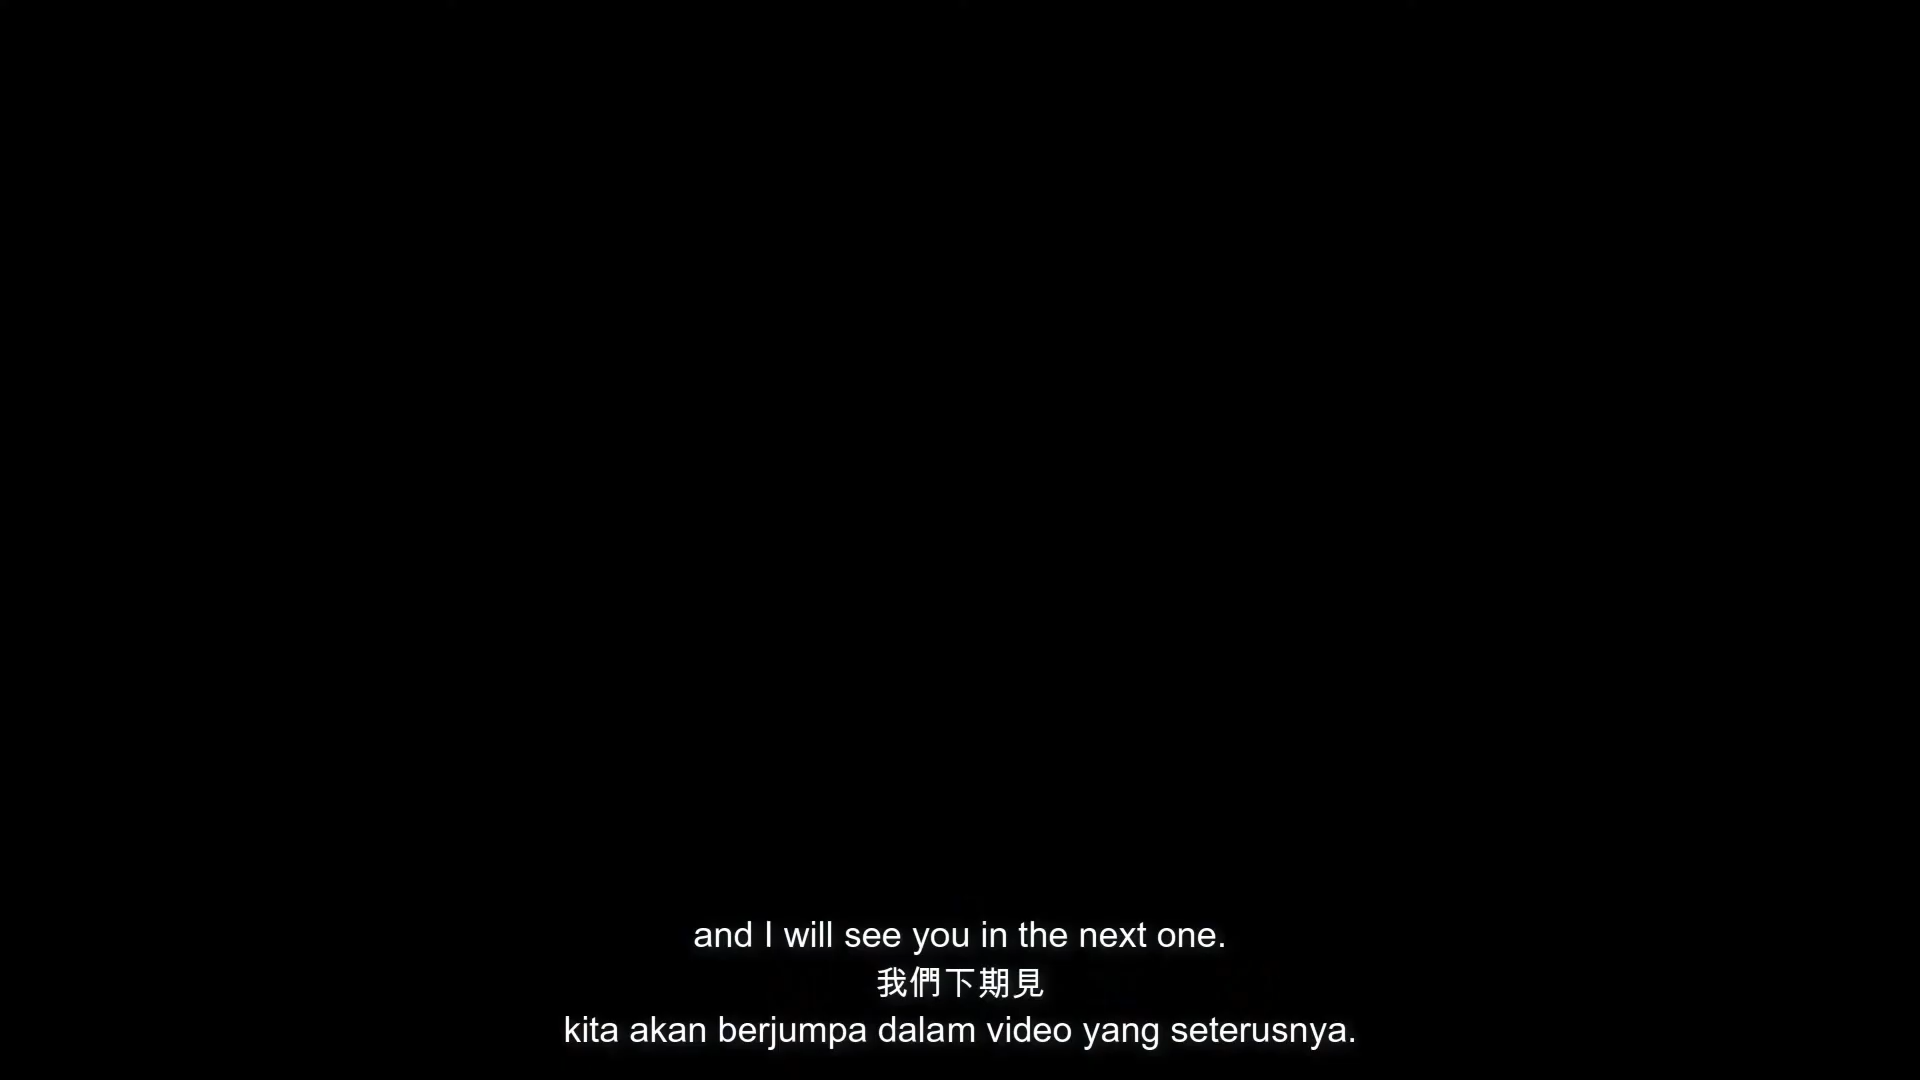 and I will see you in the next one.
我們下期見
kita akan berjumpa dalam video yang seterusnya.